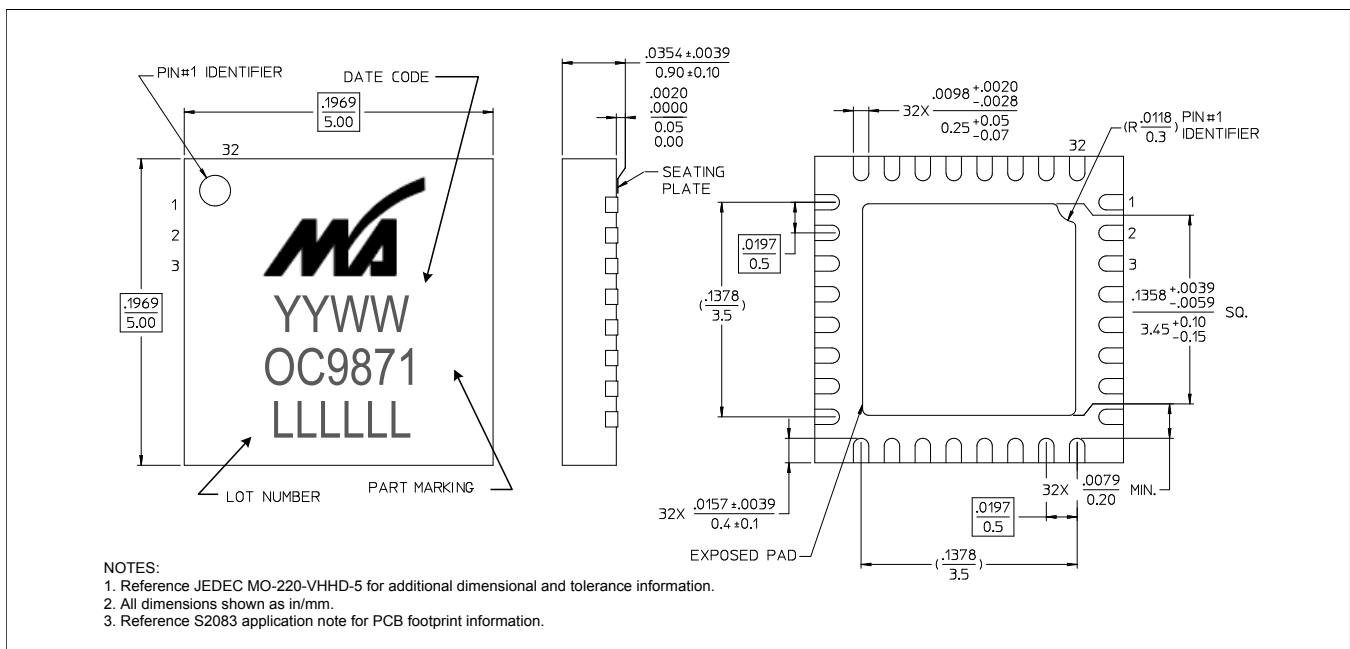 PIN#1 IDENTIFIER
DATE CODE
.1969
5.00
32
1
2
3
.1969
5.00
MA
YYWW
OC9871
LLLLLL
LOT NUMBER
PART MARKING
.0354 ±.0039
0.90 ±0.10
.0020
.0000
0.05
0.00
SEATING
PLATE
32X .0098 +.0020 -.0028
0.25 +0.05 -0.07
(R .0118 / 0.3) PIN#1
IDENTIFIER
32
1
2
3
.0197
0.5
(.1378 / 3.5)
.1358 +.0039 -.0059
3.45 +0.10 -0.15
SQ.
32X .0157 ±.0039
0.4 ±0.1
32X .0079
0.20
MIN.
.0197
0.5
EXPOSED PAD
(.1378 / 3.5)
NOTES:
1. Reference JEDEC MO-220-VHHD-5 for additional dimensional and tolerance information.
2. All dimensions shown as in/mm.
3. Reference S2083 application note for PCB footprint information.